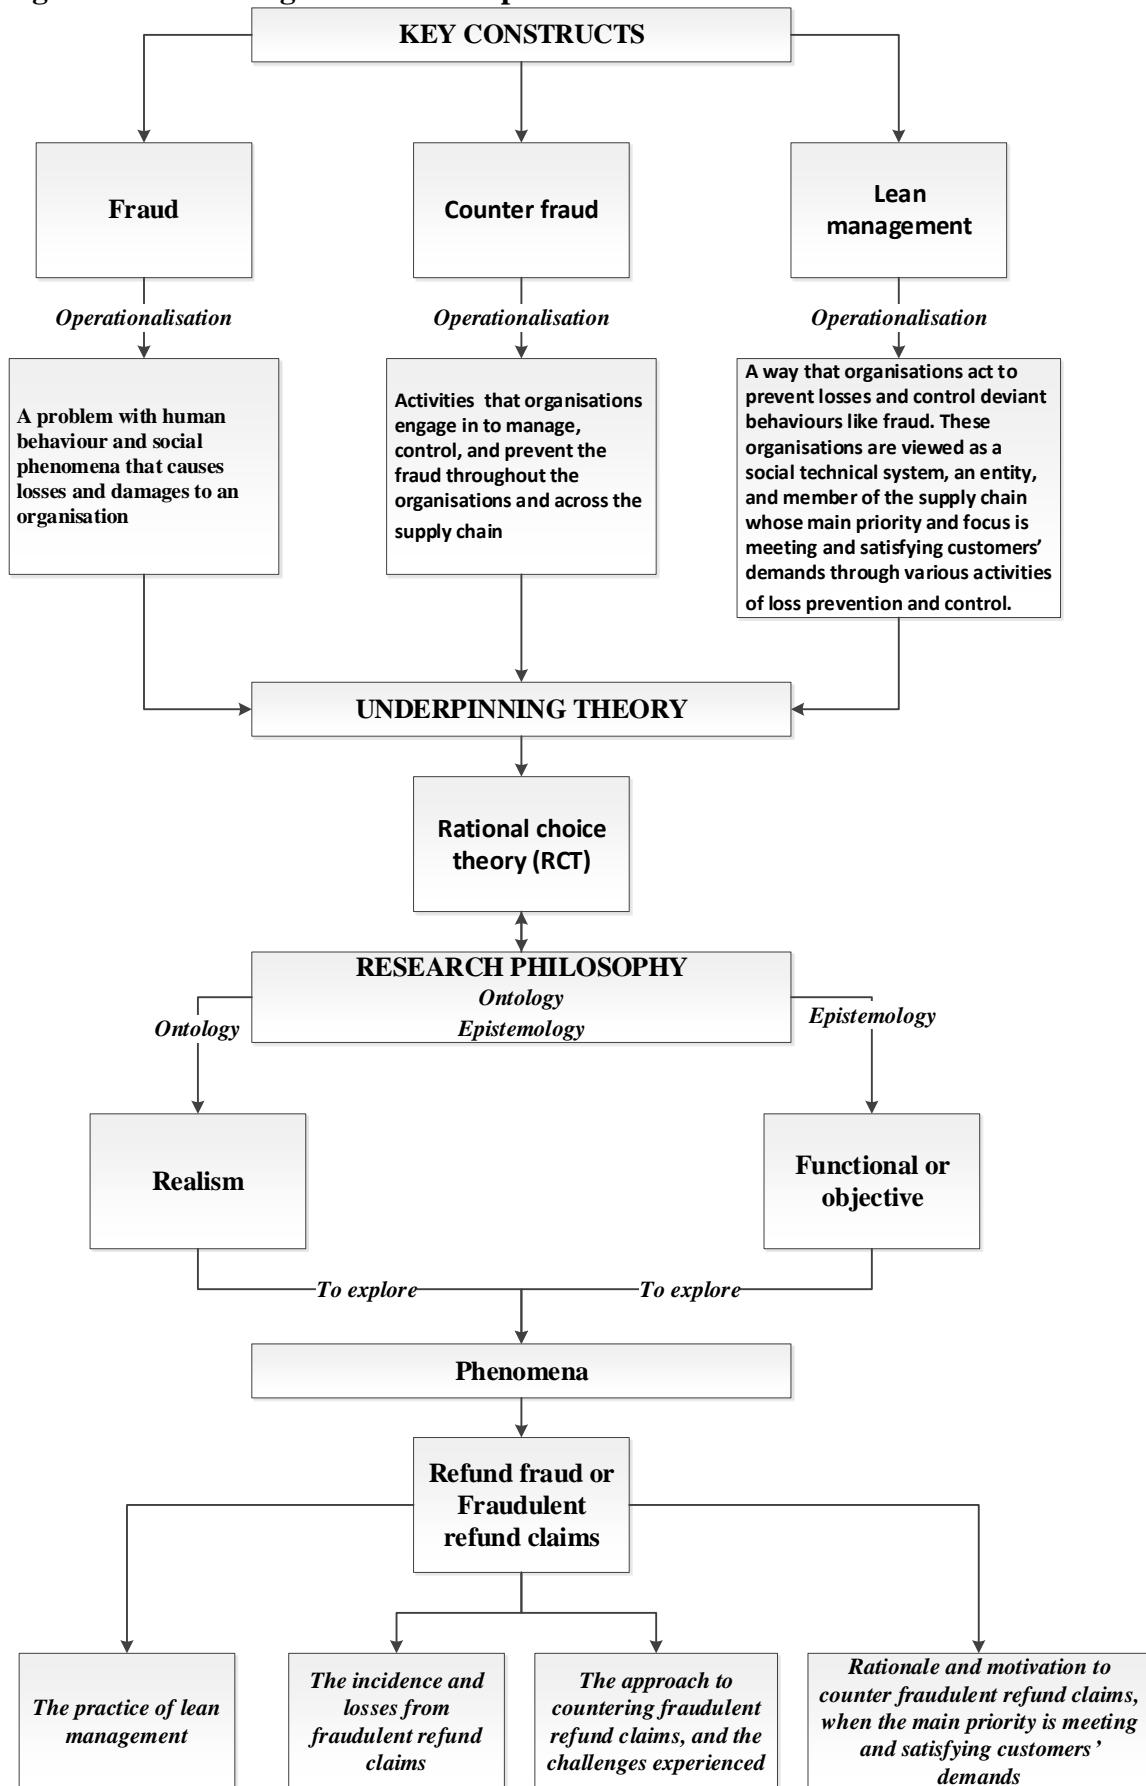 KEY CONSTRUCTS
Fraud
Counter fraud
Lean
management
Operationalisation
Operationalisation
Operationalisation
A problem with human
behaviour and social
phenomena that causes
losses and damages to an
organisation
Activities that organisations
engage in to manage,
control, and prevent the
fraud throughout the
organisations and across the
supply chain
A way that organisations act to
prevent losses and control deviant
behaviours like fraud. These
organisations are viewed as a
social technical system, an entity,
and member of the supply chain
whose main priority and focus is
meeting and satisfying customers’
demands through various activities
of loss prevention and control.
UNDERPINNING THEORY
Rational choice
theory (RCT)
RESEARCH PHILOSOPHY
Ontology
Epistemology
Ontology
Epistemology
Realism
Functional or
objective
To explore
To explore
Phenomena
Refund fraud or
Fraudulent
refund claims
The practice of lean
management
The incidence and
losses from
fraudulent refund
claims
The approach to
countering fraudulent
refund claims, and the
challenges experienced
Rationale and motivation to
counter fraudulent refund claims,
when the main priority is meeting
and satisfying customers’
demands